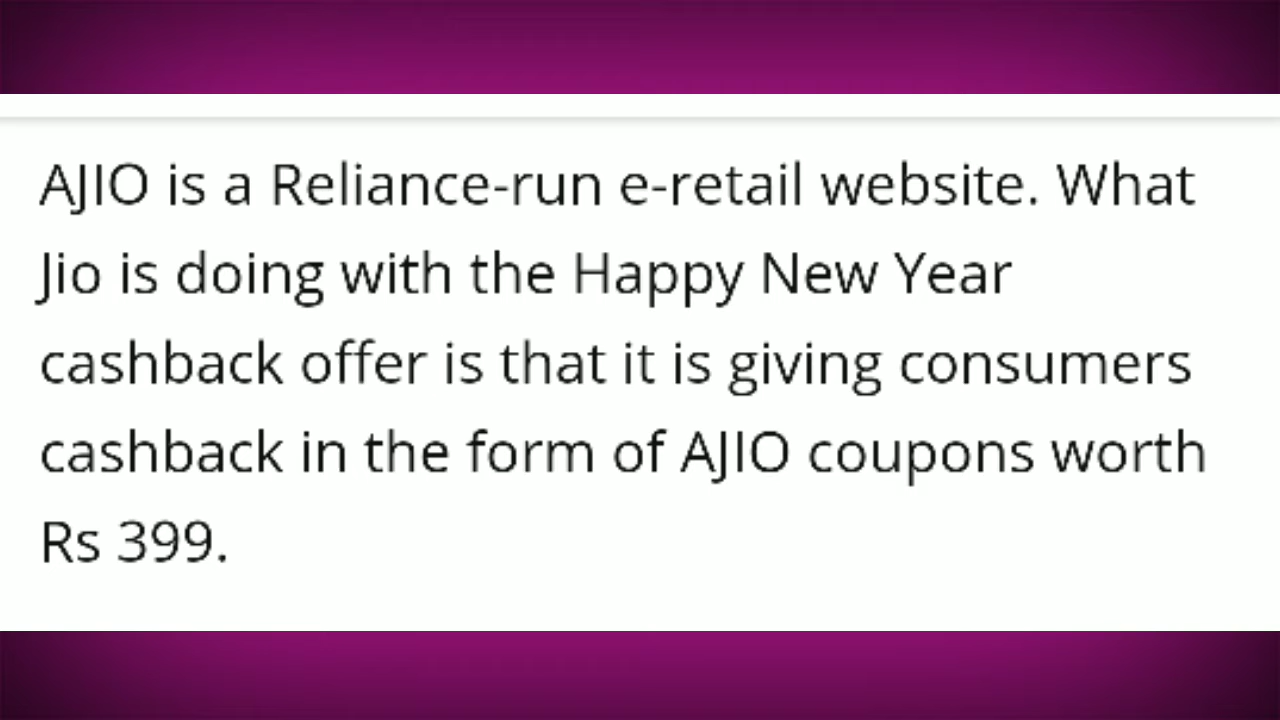 AJIO is a Reliance-run e-retail website. What
Jio is doing with the Happy New Year
cashback offer is that it is giving consumers
cashback in the form of AJIO coupons worth
Rs 399.